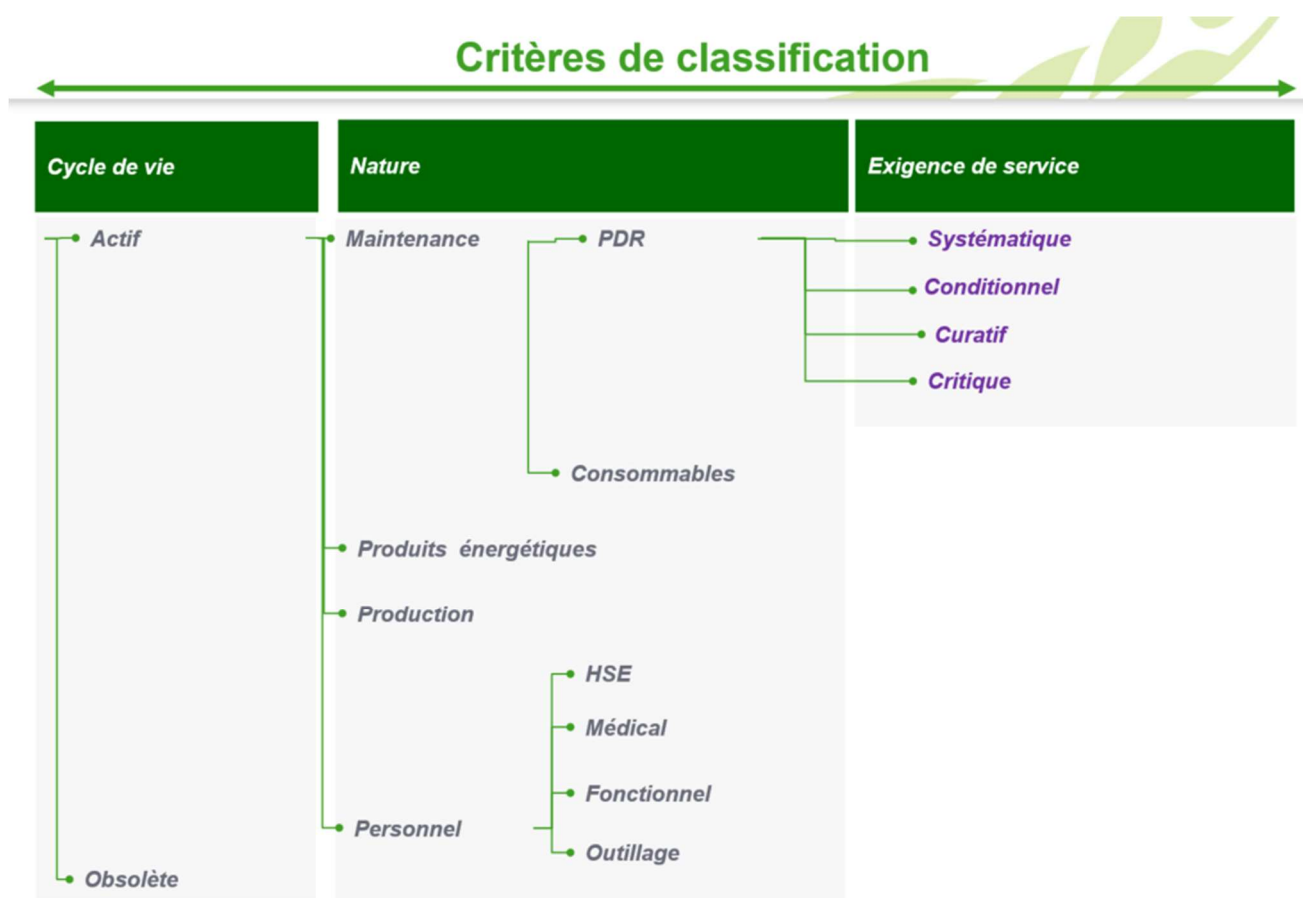 Critères de classification
Cycle de vie
Nature
Exigence de service
Actif
Maintenance
PDR
Systématique
Conditionnel
Curatif
Critique
Consommables
Produits énergétiques
Production
HSE
Médical
Fonctionnel
Personnel
Outillage
Obsolète